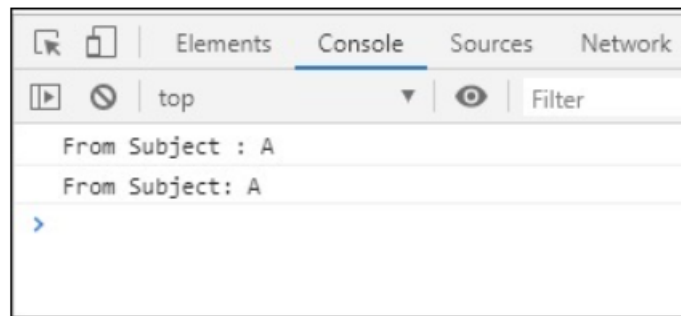 Elements Console Sources Network
top Filter
From Subject : A
From Subject: A